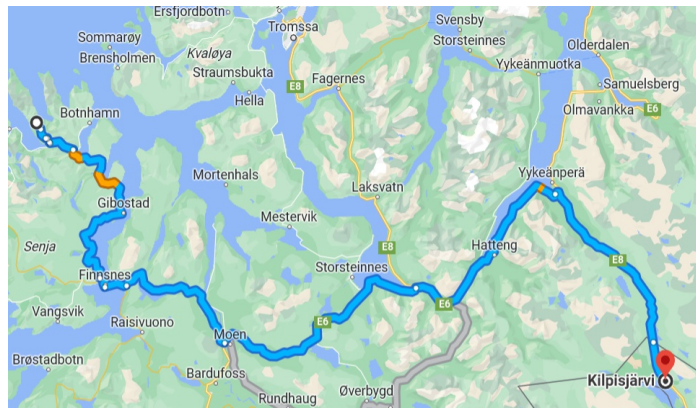 Ersfjordbotn
Tromssa
Svensby
Sommarøy
Kvaløya
Storsteinnes
Olderdalen
Brensholmen
Straumsbukta
Yykeänmuotka
Fagernes
E8
Samuelsberg
Hella
Botnhamn
Olmavankka
E6
Mortenhals
Laksvatn
Yykeänperä
Gibostad
Mestervik
Senja
E8
Hatteng
Finnsnes
Storsteinnes
E8
Vangsvik
E6
Raisivuono
E6
Moen
Brøstadbotn
Bardufoss
Kilpisjärvi
Rundhaug
Øverbygd